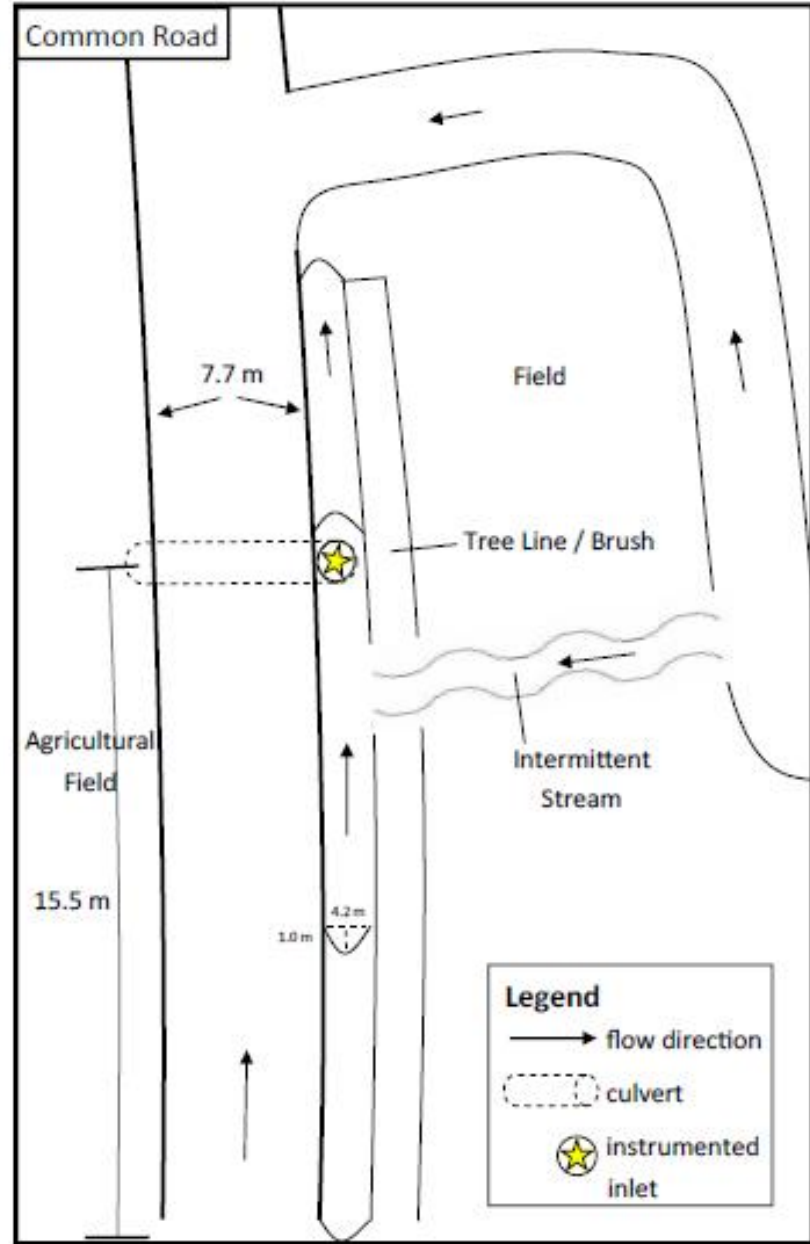 Common Road
7.7 m
Field
Tree Line / Brush
Agricultural
Field
Intermittent
Stream
15.5 m
4.2 m
1.0 m
Legend
flow direction
culvert
instrumented
inlet